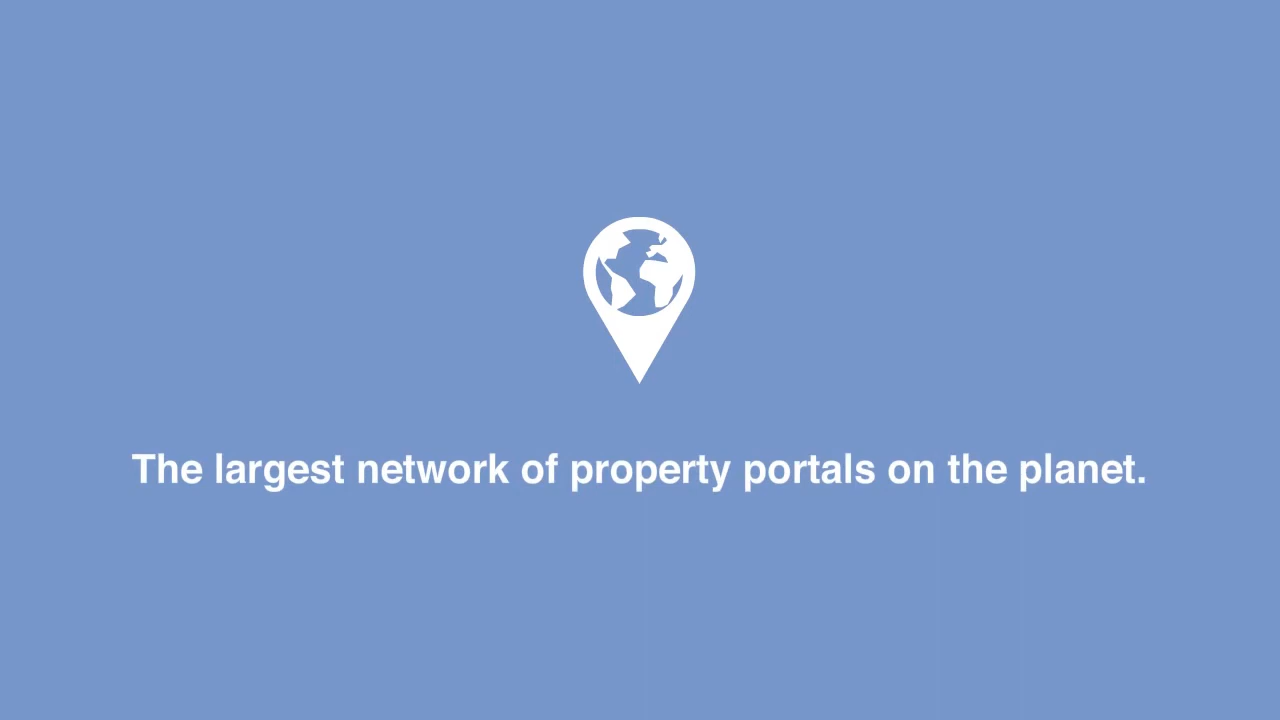 The largest network of property portals on the planet.